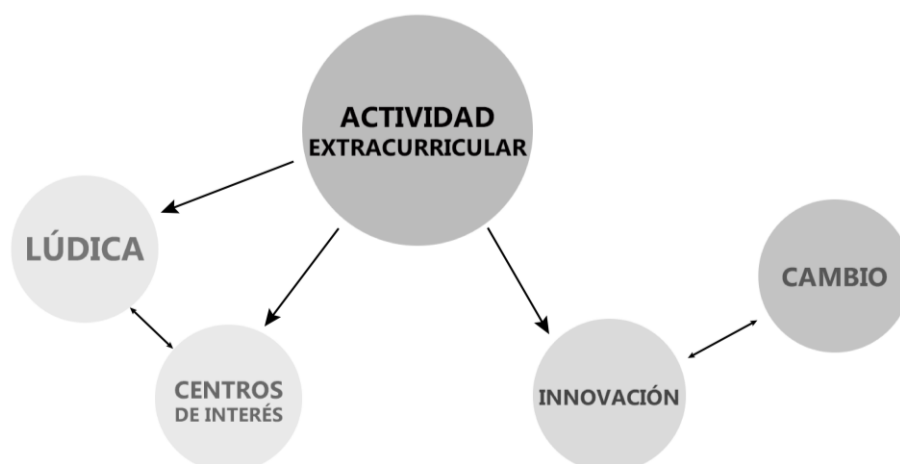 ACTIVIDAD
EXTRACURRICULAR
LÚDICA
CAMBIO
CENTROS
DE INTERÉS
INNOVACIÓN